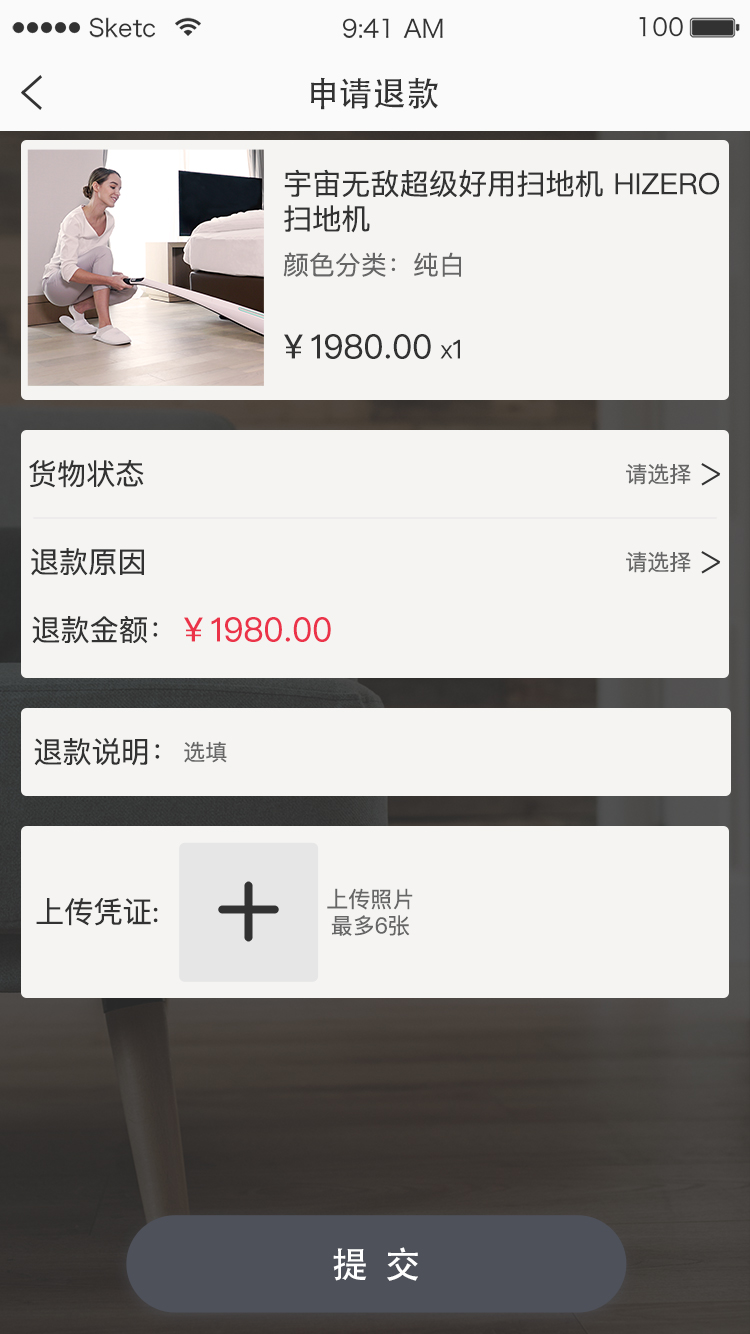 Sketc 9:41 AM 100
申请退款
宇宙无敌超级好用扫地机 HIZERO
扫地机
颜色分类：纯白
￥1980.00 x1
货物状态 请选择
退款原因 请选择
退款金额：￥1980.00
退款说明：选填
上传凭证:
上传照片
最多6张
提 交